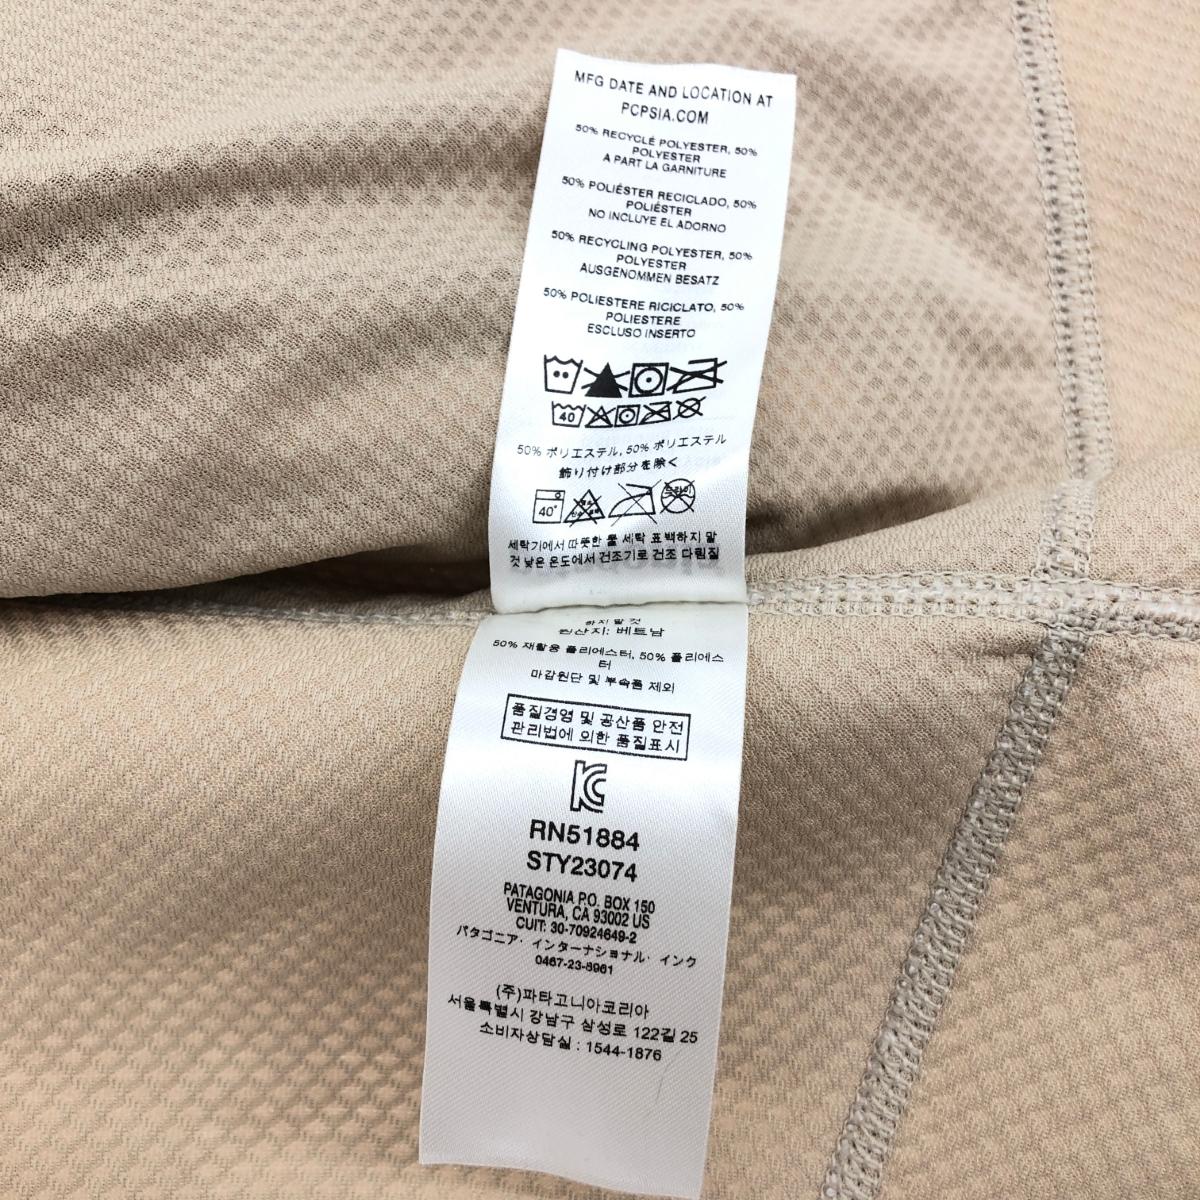 MFG DATE AND LOCATION AT
PCPSIA.COM
50% RECYCLÉ POLYESTER, 50%
POLYESTER
A PART LA GARNITURE
50% POLIÉSTER RECICLADO, 50%
POLIÉSTER
NO INCLUYE EL ADORNO
50% RECYCLING POLYESTER, 50%
POLYESTER
AUSGENOMMEN BESATZ
50% POLIESTERE RICICLATO, 50%
POLIESTERE
ESCLUSO INSERTO
40
50% ポリエステル, 50% ポリエステル
飾り付け部分を除く
40°
드라이
세탁기에서 따뜻한 물 세탁 표백하지 말
것 낮은 온도에서 건조기로 건조 다림질
하지 말 것
원산지: 베트남
50% 재활용 폴리에스터, 50% 폴리에스
터
마감원단 및 부속품 제외
품질경영 및 공산품 안전
관리법에 의한 품질표시
KC
RN51884
STY23074
PATAGONIA P.O. BOX 150
VENTURA, CA 93002 US
CUIT: 30-70924649-2
パタゴニア・インターナショナル・インク
0467-23-8961
(주)파타고니아코리아
서울특별시 강남구 삼성로 122길 25
소비자상담실 : 1544-1876